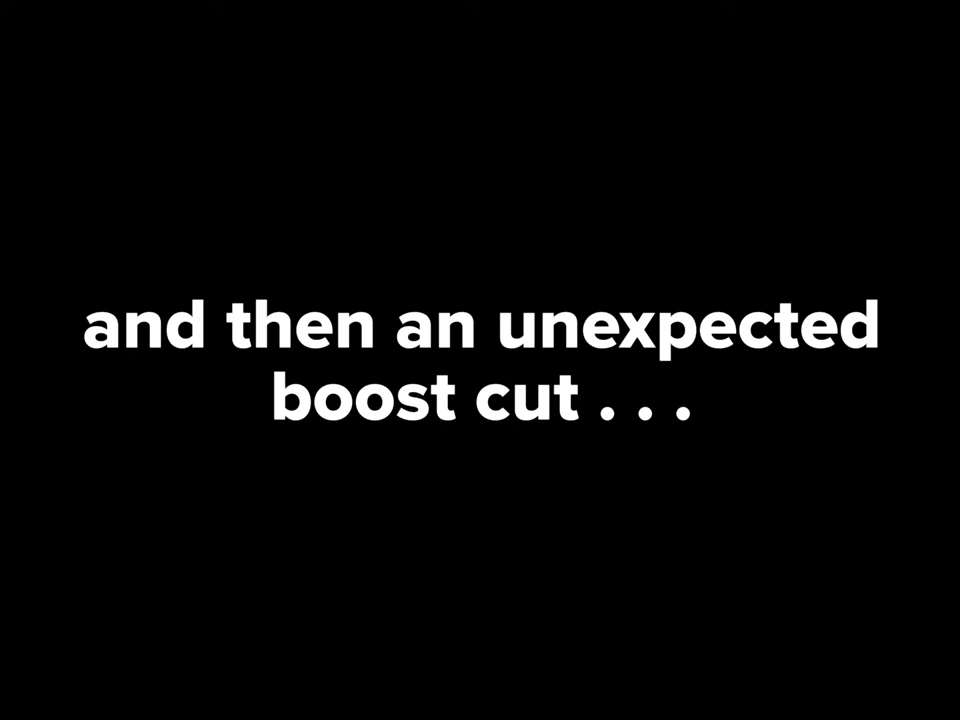 and then an unexpected
boost cut . . .